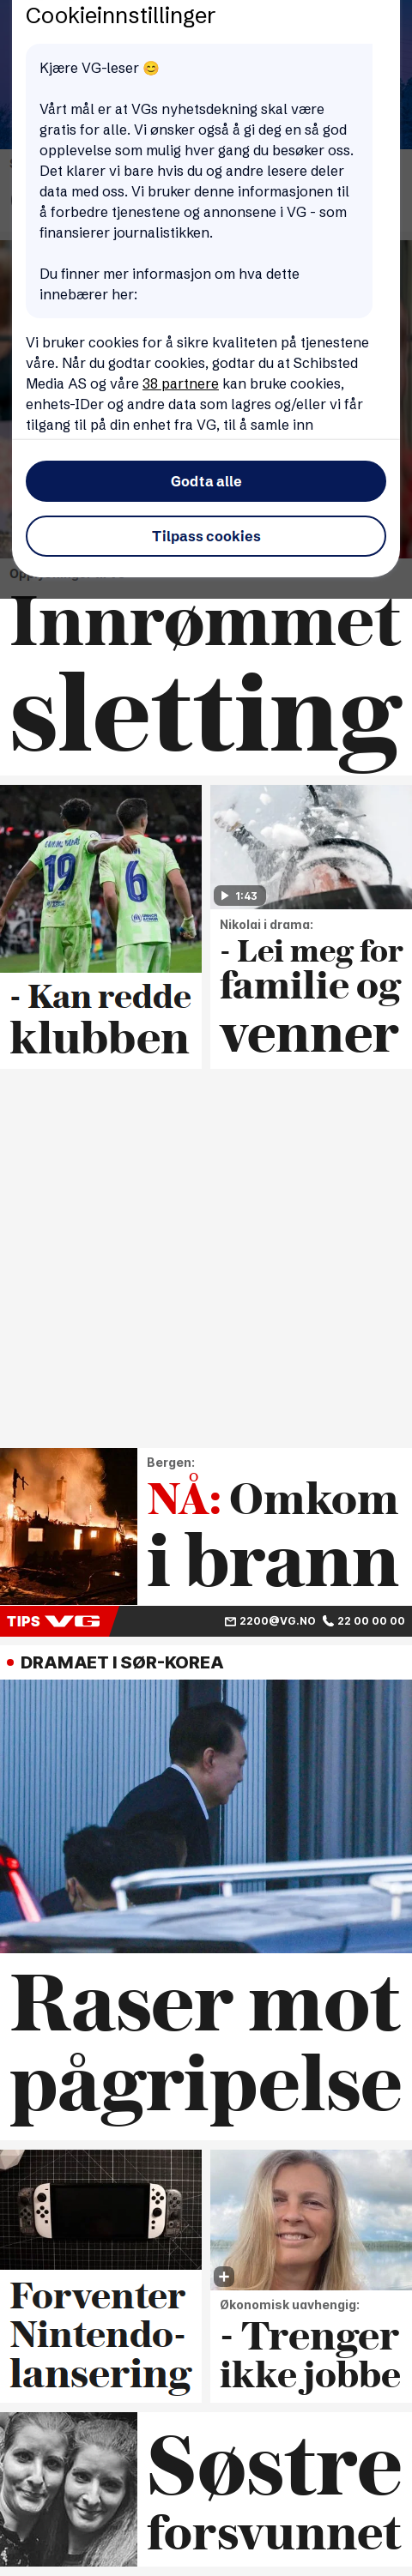 Cookieinnstillinger
Kjære VG-leser 😊
Vårt mål er at VGs nyhetsdekning skal være
gratis for alle. Vi ønsker også å gi deg en så god
opplevelse som mulig hver gang du besøker oss.
Det klarer vi bare hvis du og andre lesere deler
data med oss. Vi bruker denne informasjonen til
å forbedre tjenestene og annonsene i VG - som
finansierer journalistikken.
Du finner mer informasjon om hva dette
innebærer her:
Vi bruker cookies for å sikre kvaliteten på tjenestene
våre. Når du godtar cookies, godtar du at Schibsted
Media AS og våre 38 partnere kan bruke cookies,
enhets-IDer og andre data som lagres og/eller vi får
tilgang til på din enhet fra VG, til å samle inn
Godta alle
Tilpass cookies
Innrømmet
sletting
19
6
- Kan redde
klubben
1:43
Nikolai i drama:
- Lei meg for
familie og
venner
Bergen:
NÅ: Omkom
i brann
TIPS VG 2200@VG.NO 22 00 00 00
DRAMAET I SØR-KOREA
Raser mot
pågripelse
Forventer
Nintendo-
lansering
Økonomisk uavhengig:
- Trenger
ikke jobbe
Søstre
forsvunnet